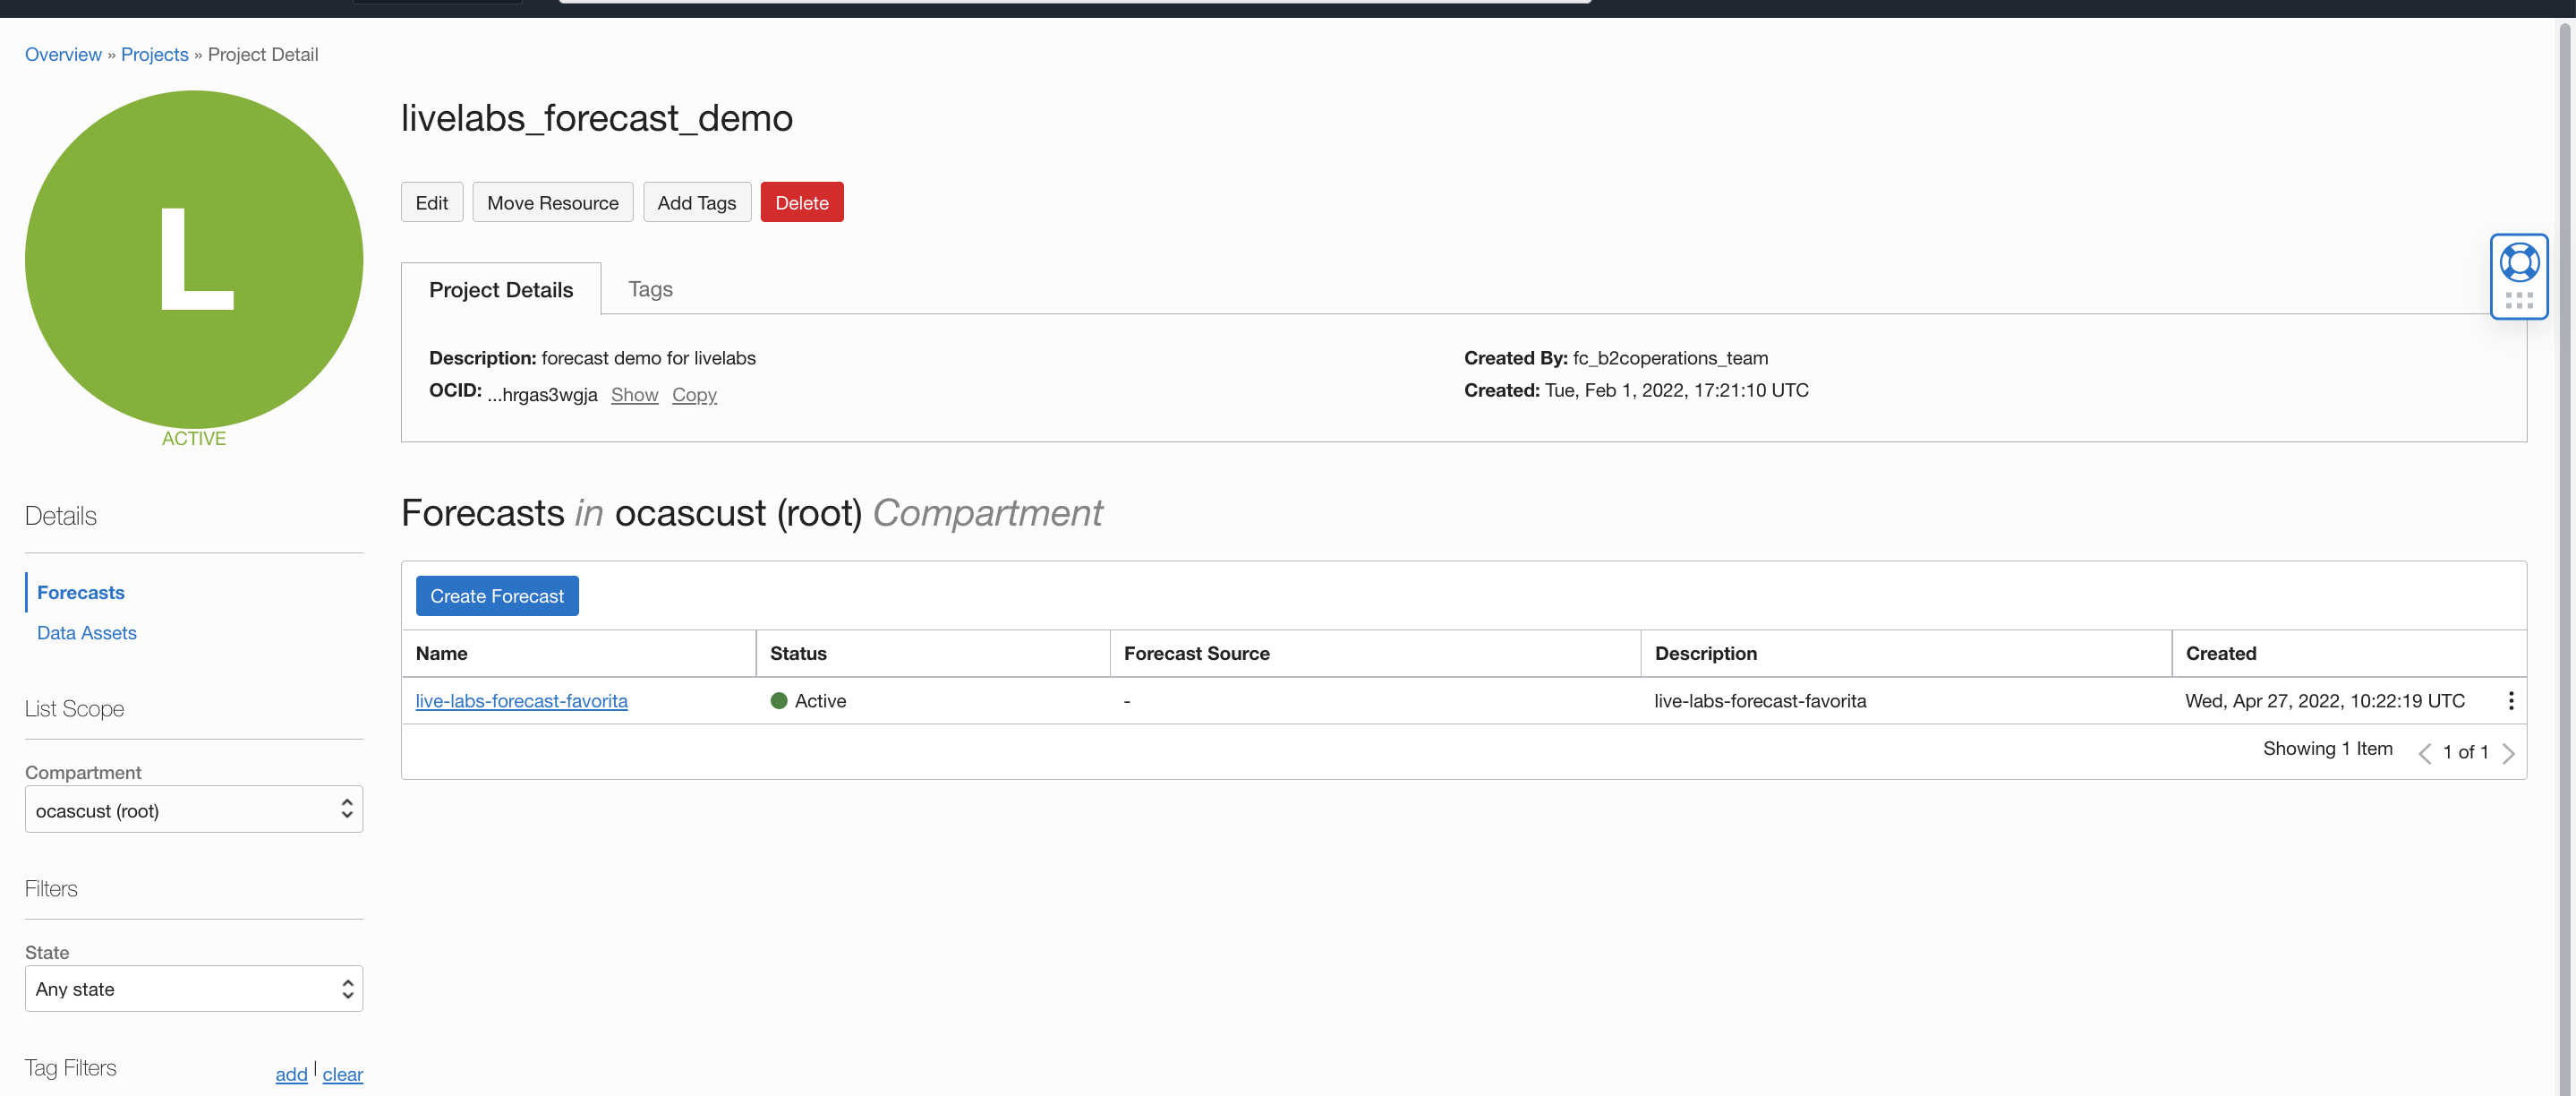 Overview » Projects » Project Detail
L
ACTIVE
livelabs_forecast_demo
Edit Move Resource Add Tags Delete
Project Details Tags
Description: forecast demo for livelabs
OCID: ...hrgas3wgja Show Copy
Created By: fc_b2coperations_team
Created: Tue, Feb 1, 2022, 17:21:10 UTC
Details
Forecasts
Data Assets
List Scope
Compartment
ocascust (root)
Filters
State
Any state
Tag Filters add | clear
Forecasts in ocascust (root) Compartment
Create Forecast
Name Status Forecast Source Description Created
live-labs-forecast-favorita Active - live-labs-forecast-favorita Wed, Apr 27, 2022, 10:22:19 UTC
Showing 1 Item 1 of 1